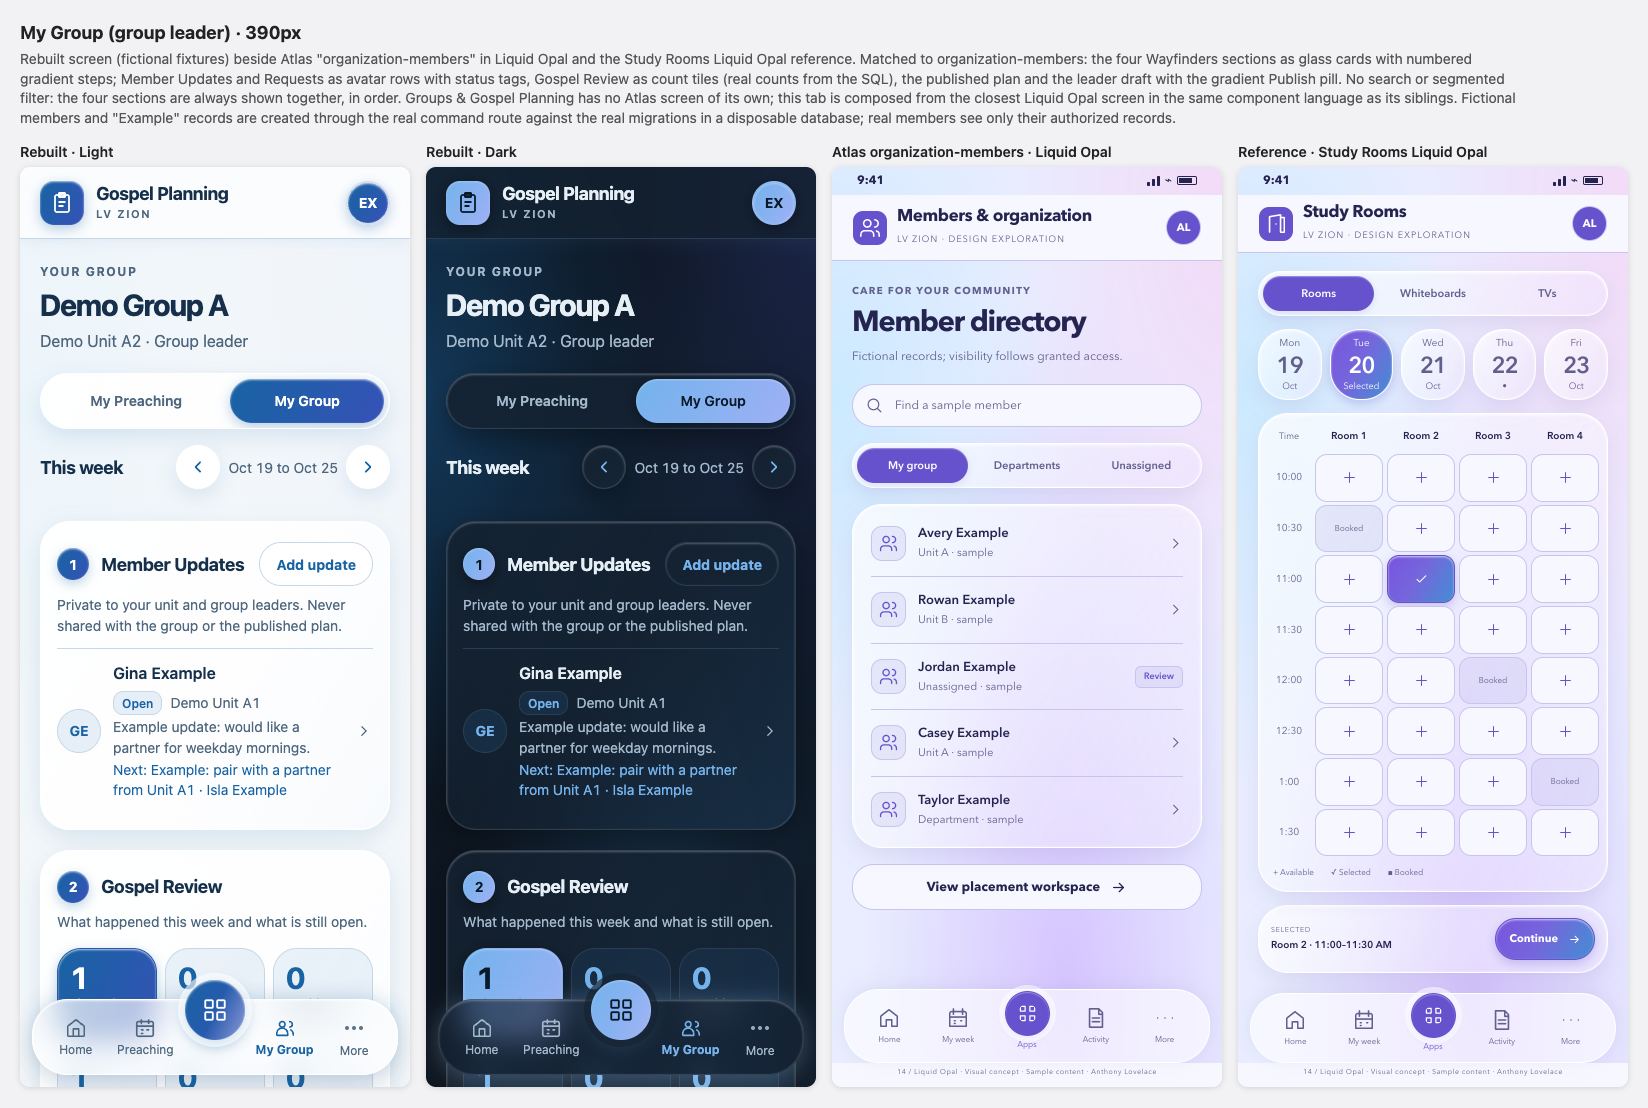 My Group (group leader) · 390px
Rebuilt screen (fictional fixtures) beside Atlas "organization-members" in Liquid Opal and the Study Rooms Liquid Opal reference. Matched to organization-members: the four Wayfinders sections as glass cards with numbered
gradient steps; Member Updates and Requests as avatar rows with status tags, Gospel Review as count tiles (real counts from the SQL), the published plan and the leader draft with the gradient Publish pill. No search or segmented
filter: the four sections are always shown together, in order. Groups & Gospel Planning has no Atlas screen of its own; this tab is composed from the closest Liquid Opal screen in the same component language as its siblings. Fictional
members and "Example" records are created through the real command route against the real migrations in a disposable database; real members see only their authorized records.
Rebuilt · Light
Gospel Planning
LV ZION
EX
YOUR GROUP
Demo Group A
Demo Unit A2 · Group leader
My Preaching
My Group
This week
Oct 19 to Oct 25
1
Member Updates
Add update
Private to your unit and group leaders. Never
shared with the group or the published plan.
Gina Example
Open
Demo Unit A1
GE
Example update: would like a
partner for weekday mornings.
Next: Example: pair with a partner
from Unit A1 · Isla Example
2
Gospel Review
What happened this week and what is still open.
1
0
0
Home
Preaching
My Group
More
Rebuilt · Dark
Gospel Planning
LV ZION
EX
YOUR GROUP
Demo Group A
Demo Unit A2 · Group leader
My Preaching
My Group
This week
Oct 19 to Oct 25
1
Member Updates
Add update
Private to your unit and group leaders. Never
shared with the group or the published plan.
Gina Example
Open
Demo Unit A1
GE
Example update: would like a
partner for weekday mornings.
Next: Example: pair with a partner
from Unit A1 · Isla Example
2
Gospel Review
What happened this week and what is still open.
1
0
0
Home
Preaching
My Group
More
Atlas organization-members · Liquid Opal
9:41
Members & organization
LV ZION · DESIGN EXPLORATION
AL
CARE FOR YOUR COMMUNITY
Member directory
Fictional records; visibility follows granted access.
Find a sample member
My group
Departments
Unassigned
Avery Example
Unit A · sample
Rowan Example
Unit B · sample
Jordan Example
Unassigned · sample
Review
Casey Example
Unit A · sample
Taylor Example
Department · sample
View placement workspace →
Home
My week
Apps
Activity
More
14 / Liquid Opal · Visual concept · Sample content · Anthony Lovelace
Reference · Study Rooms Liquid Opal
9:41
Study Rooms
LV ZION · DESIGN EXPLORATION
AL
Rooms
Whiteboards
TVs
Mon
19
Oct
Tue
20
Selected
Wed
21
Oct
Thu
22
•
Fri
23
Oct
Time
Room 1
Room 2
Room 3
Room 4
10:00
+ + + +
10:30
Booked + + +
11:00
+ ✓ + +
11:30
+ + + +
12:00
+ + Booked +
12:30
+ + + +
1:00
+ + + Booked
1:30
+ + + +
+ Available
✓ Selected
■ Booked
SELECTED
Room 2 · 11:00–11:30 AM
Continue →
Home
My week
Apps
Activity
More
14 / Liquid Opal · Visual concept · Sample content · Anthony Lovelace